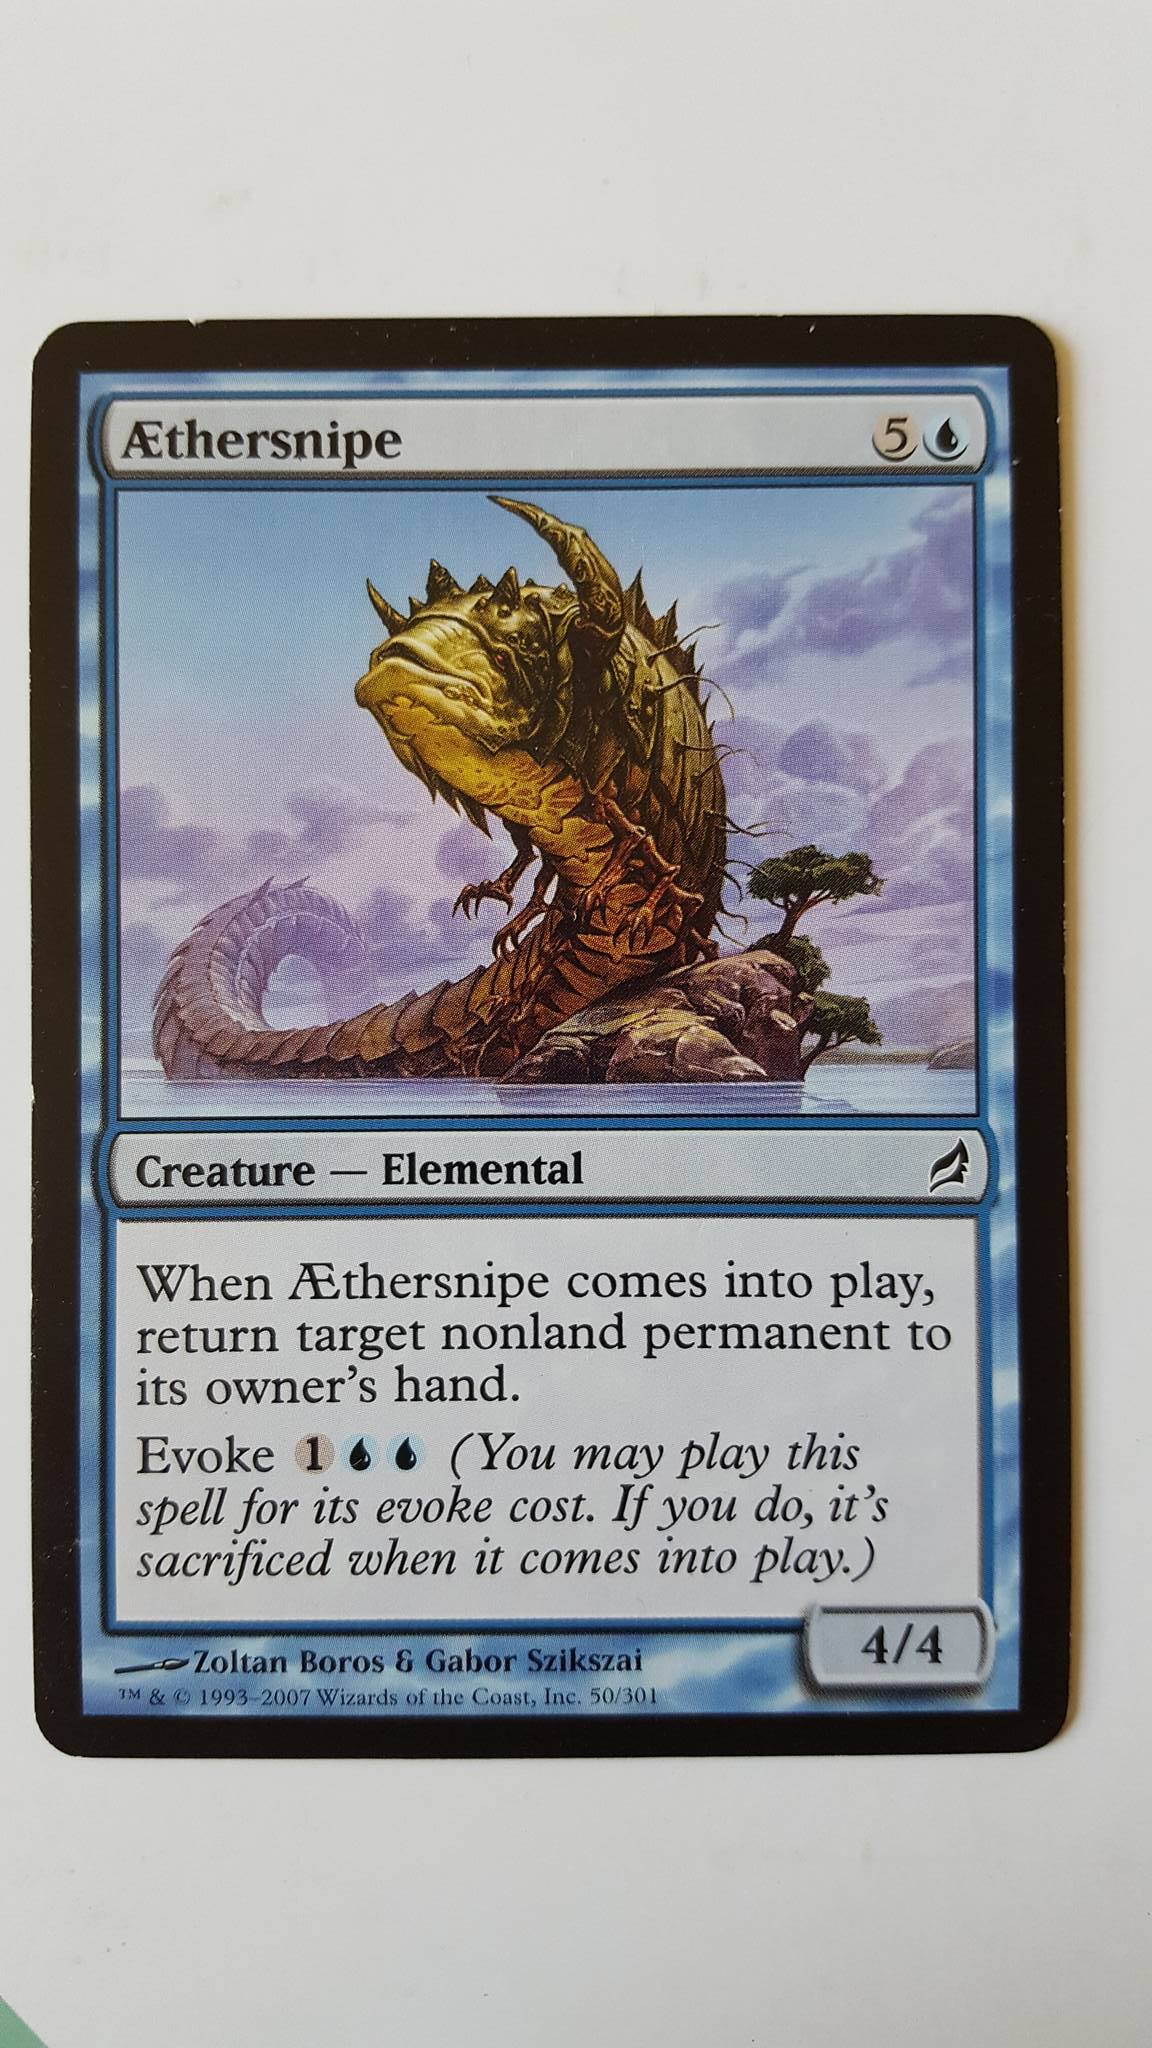 Æthersnipe
5
Creature — Elemental
When Æthersnipe comes into play,
return target nonland permanent to
its owner's hand.
Evoke 1 (You may play this
spell for its evoke cost. If you do, it's
sacrificed when it comes into play.)
4/4
Zoltan Boros & Gabor Szikszai
™ & © 1993–2007 Wizards of the Coast, Inc. 50/301